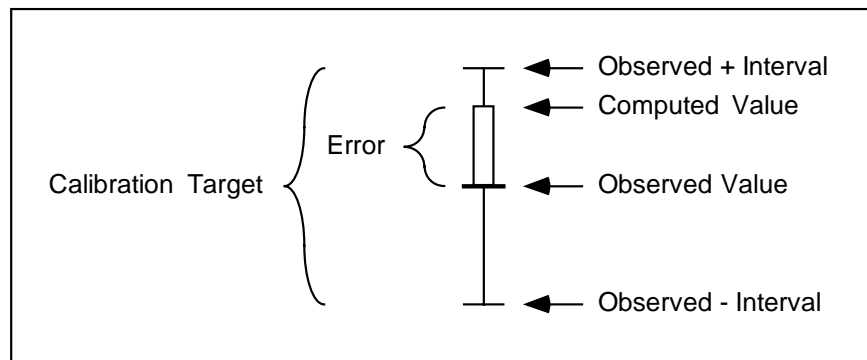 Observed + Interval
Computed Value
Error
Calibration Target
Observed Value
Observed - Interval